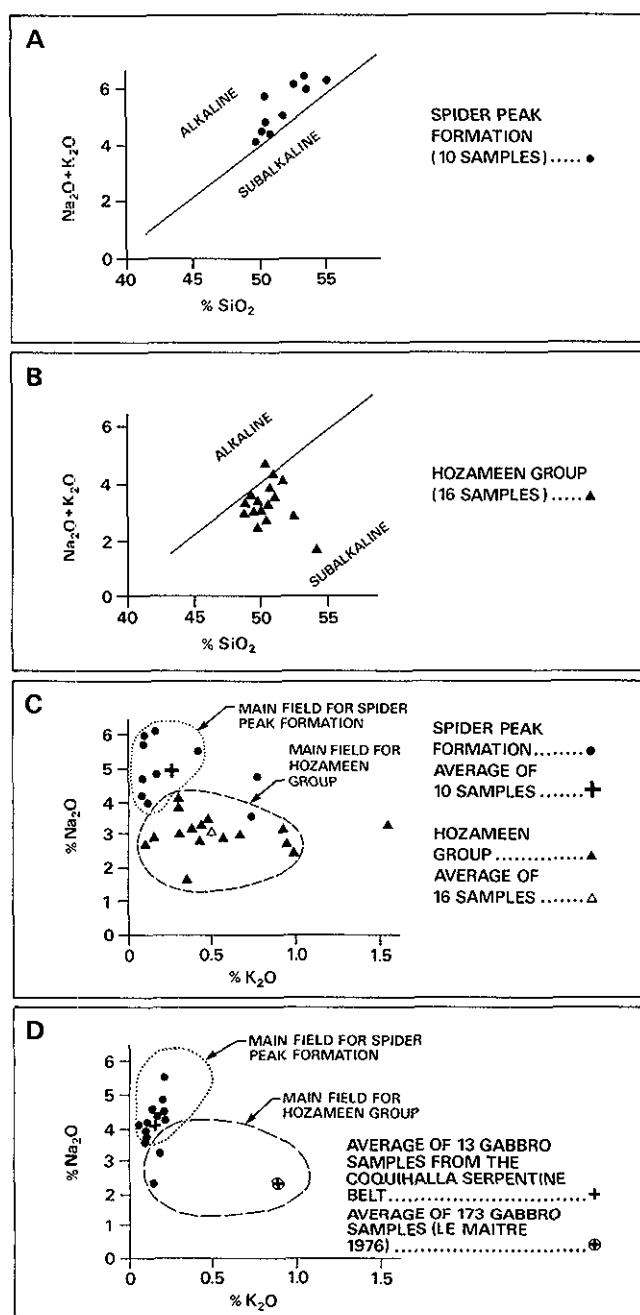 A
Na₂O+K₂O
6
4
2
0
ALKALINE
SUBALKALINE
40 45 50 55
% SiO₂
SPIDER PEAK
FORMATION
(10 SAMPLES).....●
B
Na₂O+K₂O
6
4
2
0
ALKALINE
SUBALKALINE
40 45 50 55
% SiO₂
HOZAMEEN GROUP
(16 SAMPLES).....▲
C
% Na₂O
6
5
4
3
2
1
0
MAIN FIELD FOR SPIDER
PEAK FORMATION
MAIN FIELD FOR
HOZAMEEN
GROUP
0 0.5 1.0 1.5
% K₂O
SPIDER PEAK
FORMATION........●
AVERAGE OF
10 SAMPLES ......+
HOZAMEEN
GROUP ..............▲
AVERAGE OF
16 SAMPLES ......△
D
% Na₂O
6
5
4
3
2
1
0
MAIN FIELD FOR SPIDER
PEAK FORMATION
MAIN FIELD FOR
HOZAMEEN GROUP
0 0.5 1.0 1.5
% K₂O
AVERAGE OF 13 GABBRO
SAMPLES FROM THE
COQUIHALLA SERPENTINE
BELT............................+
AVERAGE OF 173 GABBRO
SAMPLES (LE MAITRE
1976) ............................⊕